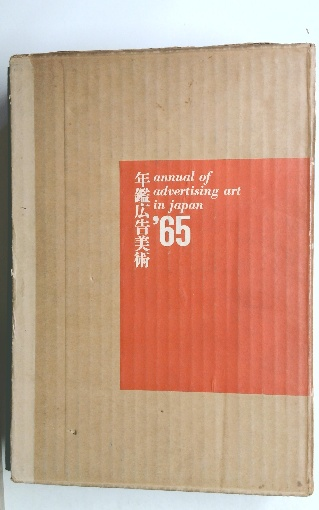 年鑑広告美術
annual of
advertising art
in japan
'65